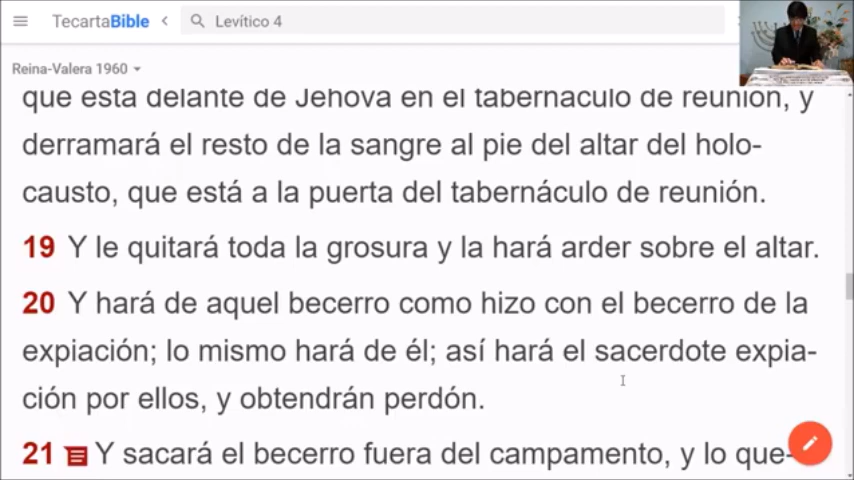 TecartaBible
Levítico 4
Reina-Valera 1960
que está delante de Jehová en el tabernáculo de reunión, y
derramará el resto de la sangre al pie del altar del holo-
causto, que está a la puerta del tabernáculo de reunión.
19 Y le quitará toda la grosura y la hará arder sobre el altar.
20 Y hará de aquel becerro como hizo con el becerro de la
expiación; lo mismo hará de él; así hará el sacerdote expia-
ción por ellos, y obtendrán perdón.
21 Y sacará el becerro fuera del campamento, y lo que-